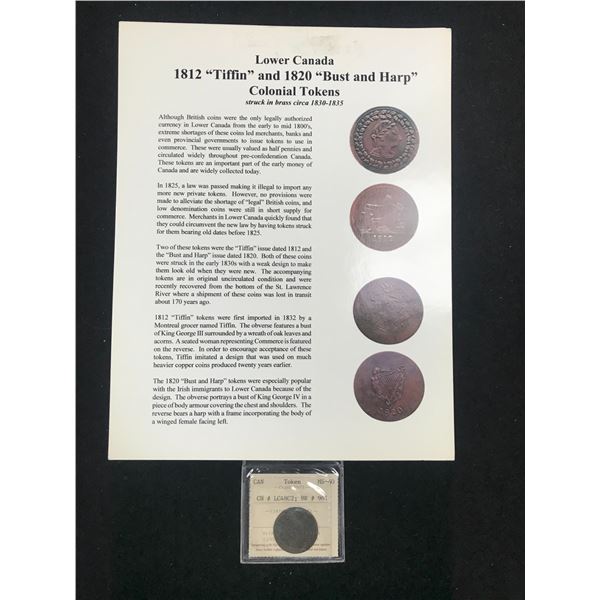 Lower Canada
1812 "Tiffin" and 1820 "Bust and Harp"
Colonial Tokens
struck in brass circa 1830-1835
Although British coins were the only legally authorized
currency in Lower Canada from the early to mid 1800's,
extreme shortages of these coins led merchants, banks and
even provincial governments to issue tokens to use in
commerce. These were usually valued as half pennies and
circulated widely throughout pre-confederation Canada.
These tokens are an important part of the early money of
Canada and are widely collected today.
In 1825, a law was passed making it illegal to import any
more new private tokens. However, no provisions were
made to alleviate the shortage of "legal" British coins, and
low denomination coins were still in short supply for
commerce. Merchants in Lower Canada quickly found that
they could circumvent the new law by having tokens struck
for them bearing old dates before 1825.
Two of these tokens were the "Tiffin" issue dated 1812 and
the "Bust and Harp" issue dated 1820. Both of these coins
were struck in the early 1830s with a weak design to make
them look old when they were new. The accompanying
tokens are in original uncirculated condition and were
recently recovered from the bottom of the St. Lawrence
River where a shipment of these coins was lost in transit
about 170 years ago.
1812 "Tiffin" tokens were first imported in 1832 by a
Montreal grocer named Tiffin. The obverse features a bust
of King George III surrounded by a wreath of oak leaves and
acorns. A seated woman representing Commerce is featured
on the reverse. In order to encourage acceptance of these
tokens, Tiffin imitated a design that was used on much
heavier copper coins produced twenty years earlier.
The 1820 "Bust and Harp" tokens were especially popular
with the Irish immigrants to Lower Canada because of the
design. The obverse portrays a bust of King George IV in a
piece of body armour covering the chest and shoulders. The
reverse bears a harp with a frame incorporating the body of
a winged female facing left.
1812
1820
CAN Token MS-60
CH # LC48C2; BR # 961